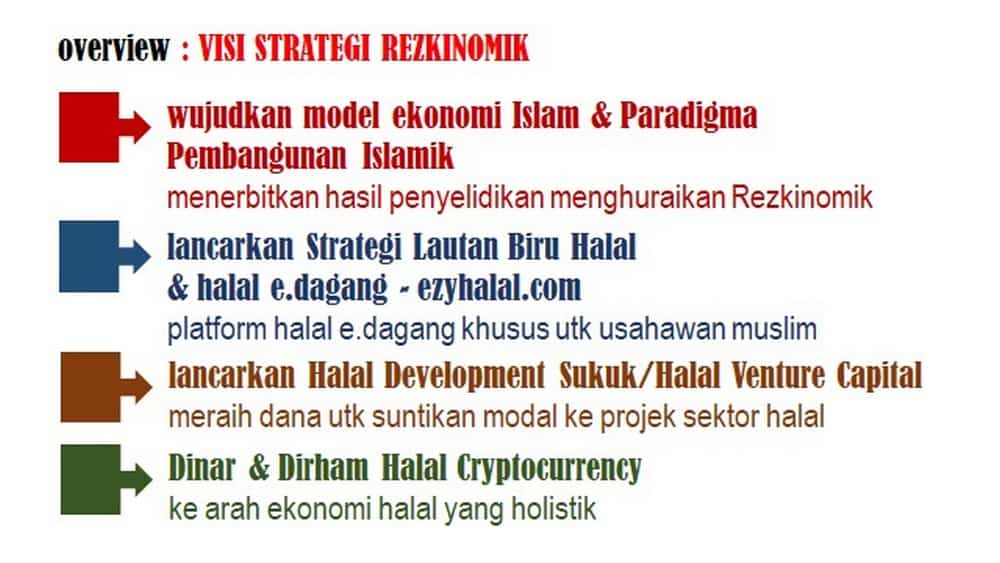 overview : VISI STRATEGI REZKINOMIK
wujudkan model ekonomi Islam & Paradigma
Pembangunan Islamik
menerbitkan hasil penyelidikan menghuraikan Rezkinomik
lancarkan Strategi Lautan Biru Halal
& halal e.dagang - ezyhalal.com
platform halal e.dagang khusus utk usahawan muslim
lancarkan Halal Development Sukuk/Halal Venture Capital
meraih dana utk suntikan modal ke projek sektor halal
Dinar & Dirham Halal Cryptocurrency
ke arah ekonomi halal yang holistik